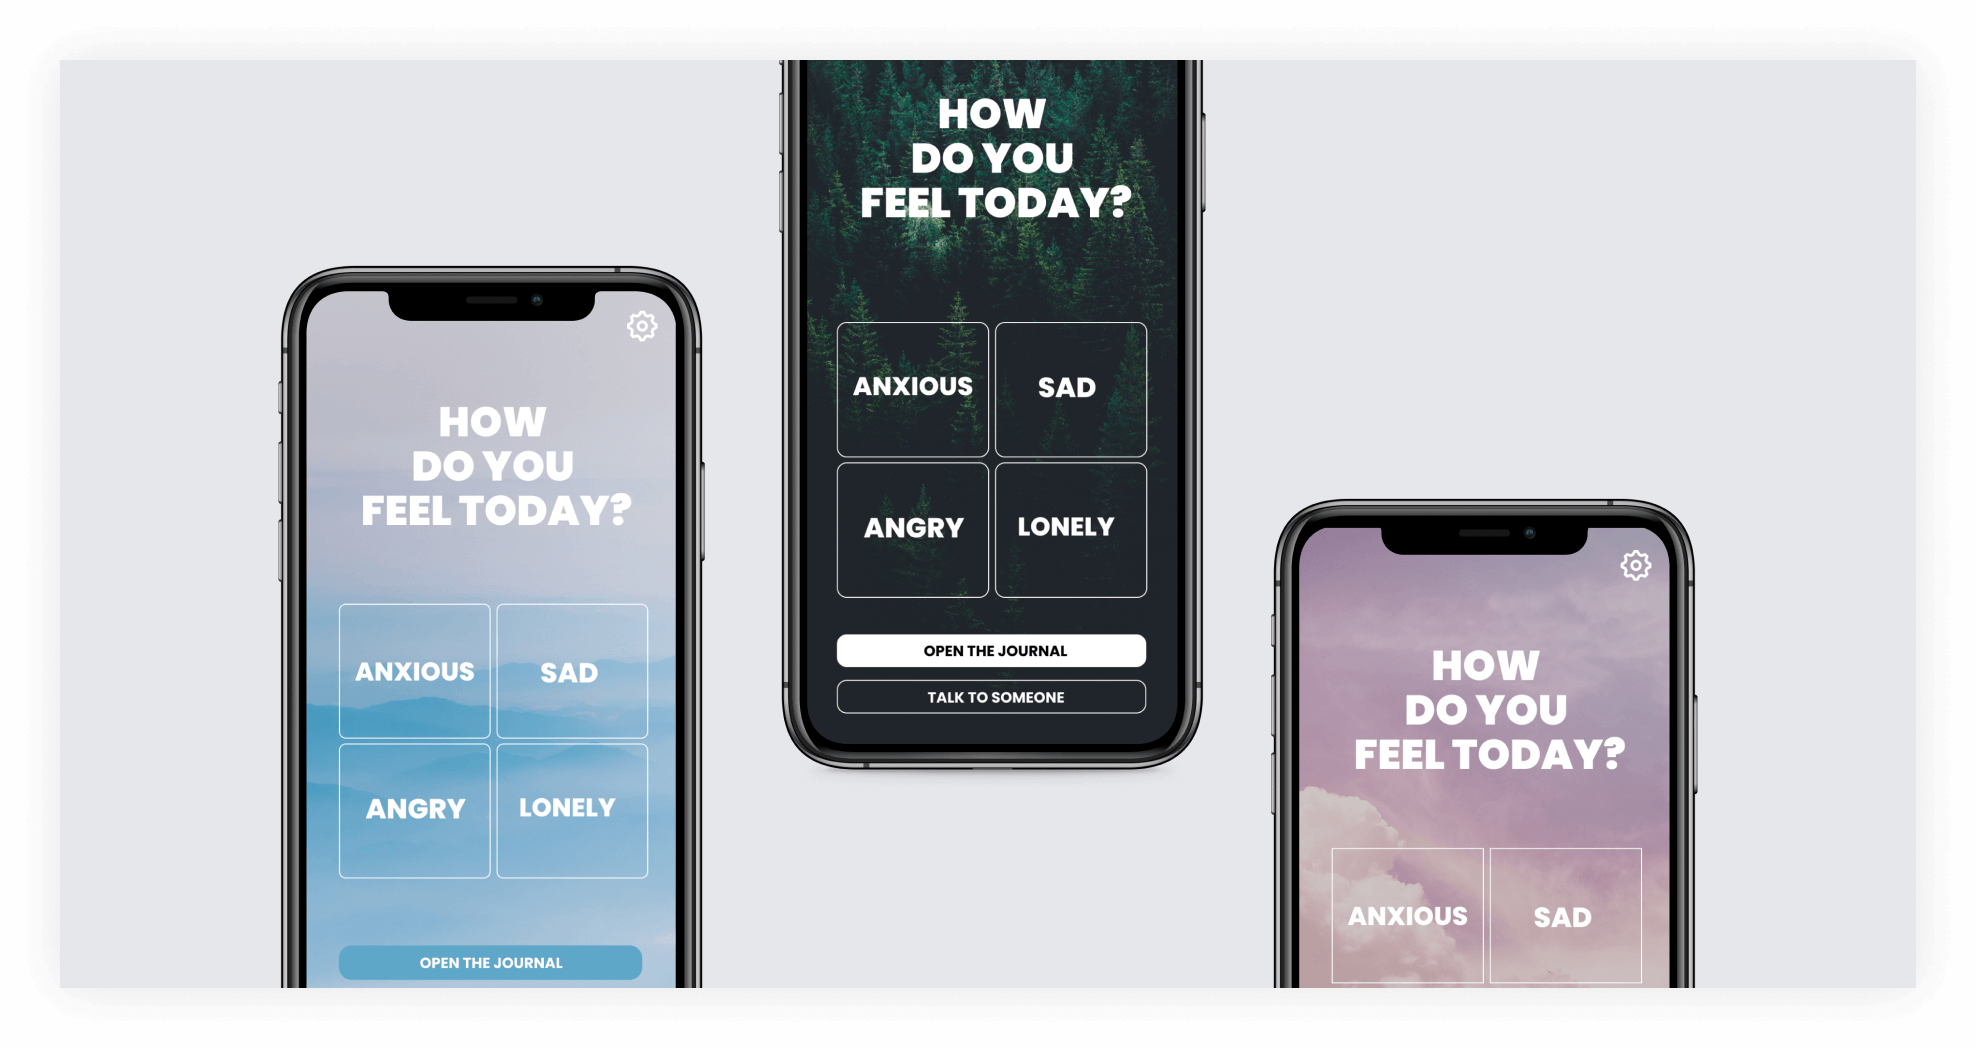 HOW
DO YOU
FEEL TODAY?
ANXIOUS
SAD
ANGRY
LONELY
OPEN THE JOURNAL
HOW
DO YOU
FEEL TODAY?
ANXIOUS
SAD
ANGRY
LONELY
OPEN THE JOURNAL
TALK TO SOMEONE
HOW
DO YOU
FEEL TODAY?
ANXIOUS
SAD